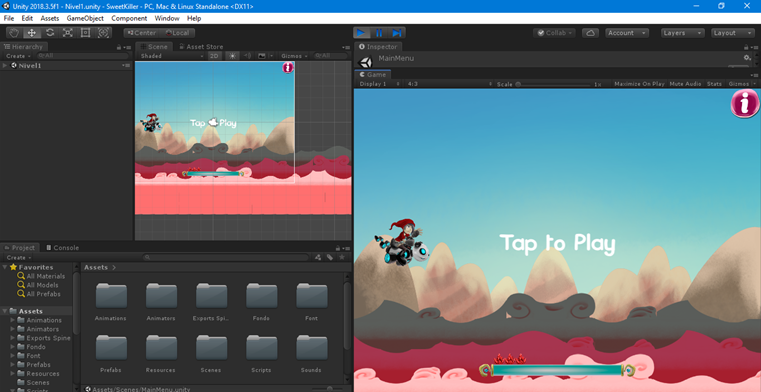 Unity 2018.3.5f1 - Nivel1.unity - SweetKiller - PC, Mac & Linux Standalone <DX11>
File Edit Assets GameObject Component Window Help
Center Local Collab Account Layers Layout
Hierarchy
Create All
Nivel1
Scene Asset Store
Shaded 2D Gizmos All
Tap Play
Inspector
MainMenu
Game
Display 1 4:3 Scale 1x Maximize On Play Mute Audio Stats Gizmos
i
Tap to Play
Project Console
Create
Favorites
All Materials
All Models
All Prefabs
Assets
Animations
Animators
Exports Spine
Fondo
Font
Prefabs
Resources
Scenes
Scripts
Assets >
Animations Animators Exports Spi... Fondo Font
Prefabs Resources Scenes Scripts Sounds
Assets/Scenes/MainMenu.unity